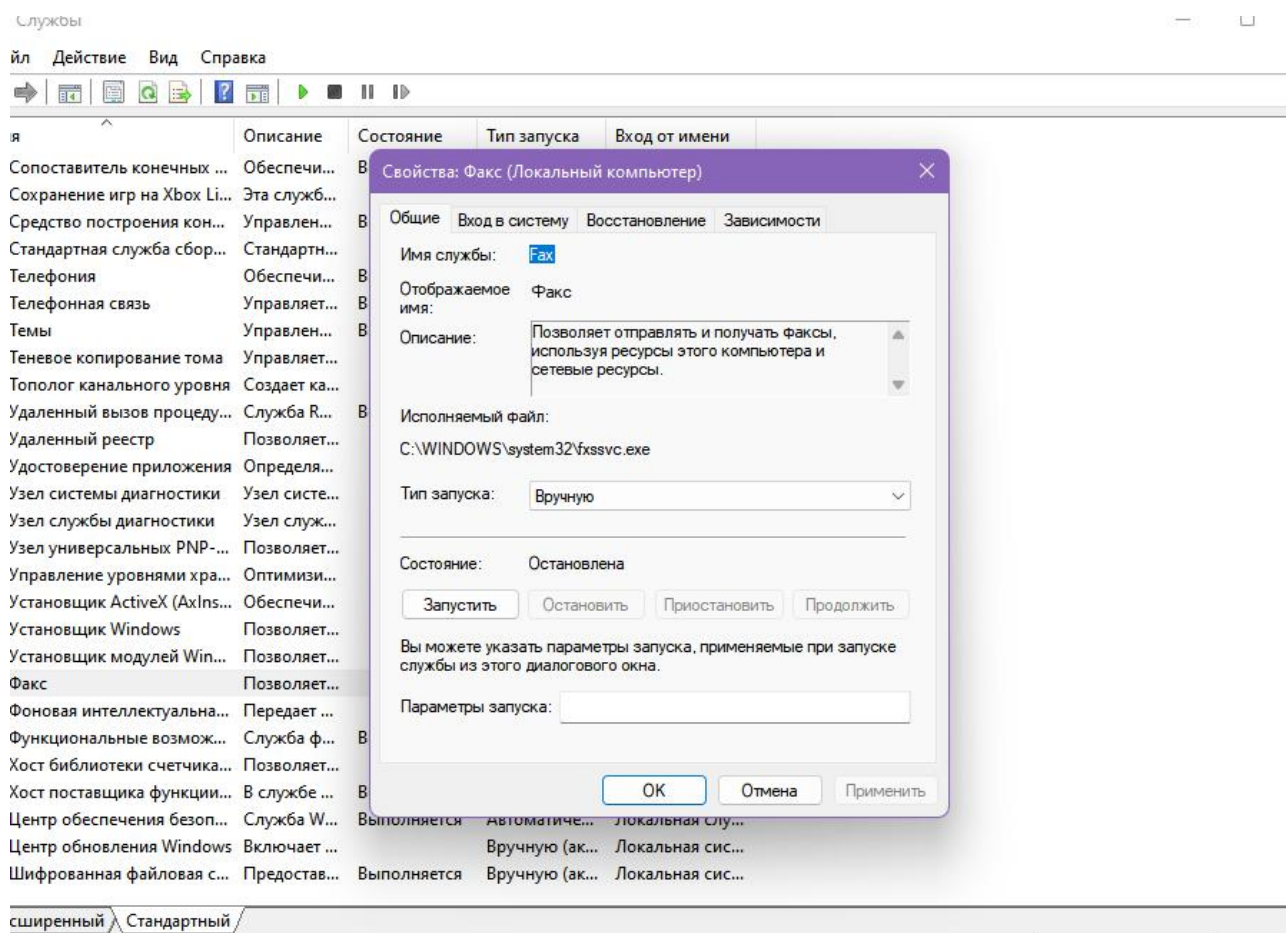 Службы
йл Действие Вид Справка
я Описание Состояние Тип запуска Вход от имени
Сопоставитель конечных ... Обеспечи... В
Сохранение игр на Xbox Li... Эта служб...
Средство построения кон... Управлен... В
Стандартная служба сбор... Стандартн...
Телефония Обеспечи... В
Телефонная связь Управляет... В
Темы Управлен... В
Теневое копирование тома Управляет...
Тополог канального уровня Создает ка...
Удаленный вызов процеду... Служба R... В
Удаленный реестр Позволяет...
Удостоверение приложения Определя...
Узел системы диагностики Узел систе...
Узел службы диагностики Узел служ...
Узел универсальных PNP-... Позволяет...
Управление уровнями хра... Оптимизи...
Установщик ActiveX (AxIns... Обеспечи...
Установщик Windows Позволяет...
Установщик модулей Win... Позволяет...
Факс Позволяет...
Фоновая интеллектуальна... Передает ...
Функциональные возмож... Служба ф... В
Хост библиотеки счетчика... Позволяет...
Хост поставщика функции... В службе ... В
Центр обеспечения безоп... Служба W... Выполняется Автоматиче... Локальная слу...
Центр обновления Windows Включает ... Вручную (ак... Локальная сис...
Шифрованная файловая с... Предостав... Выполняется Вручную (ак... Локальная сис...
сширенный Стандартный
Свойства: Факс (Локальный компьютер)
Общие Вход в систему Восстановление Зависимости
Имя службы: Fax
Отображаемое имя: Факс
Описание: Позволяет отправлять и получать факсы,
используя ресурсы этого компьютера и
сетевые ресурсы.
Исполняемый файл:
C:\WINDOWS\system32\fxssvc.exe
Тип запуска: Вручную
Состояние: Остановлена
Запустить Остановить Приостановить Продолжить
Вы можете указать параметры запуска, применяемые при запуске
службы из этого диалогового окна.
Параметры запуска:
OK Отмена Применить